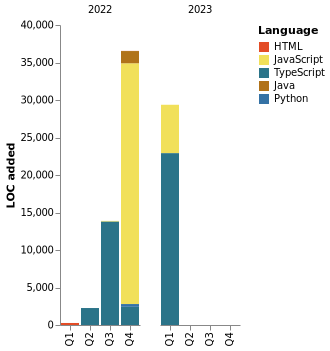 2022 2023
Language
HTML
JavaScript
TypeScript
Java
Python
LOC added
40,000
35,000
30,000
25,000
20,000
15,000
10,000
5,000
0
Q1 Q2 Q3 Q4 Q1 Q2 Q3 Q4